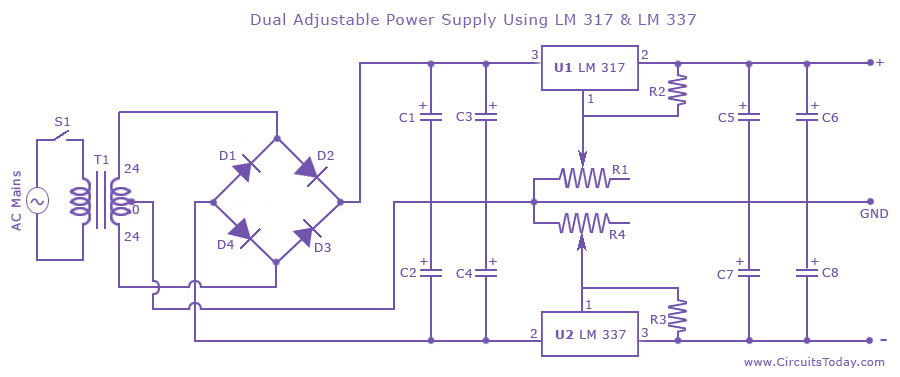 Dual Adjustable Power Supply Using LM 317 & LM 337
3
U1 LM 317
2
+
1
R2
S1
+
C1
+
C3
+
C5
+
C6
T1
24
D1
D2
R1
AC Mains
0
GND
24
D4
D3
R4
+
C2
+
C4
+
C7
+
C8
1
R3
2
U2 LM 337
3
-
www.CircuitsToday.com